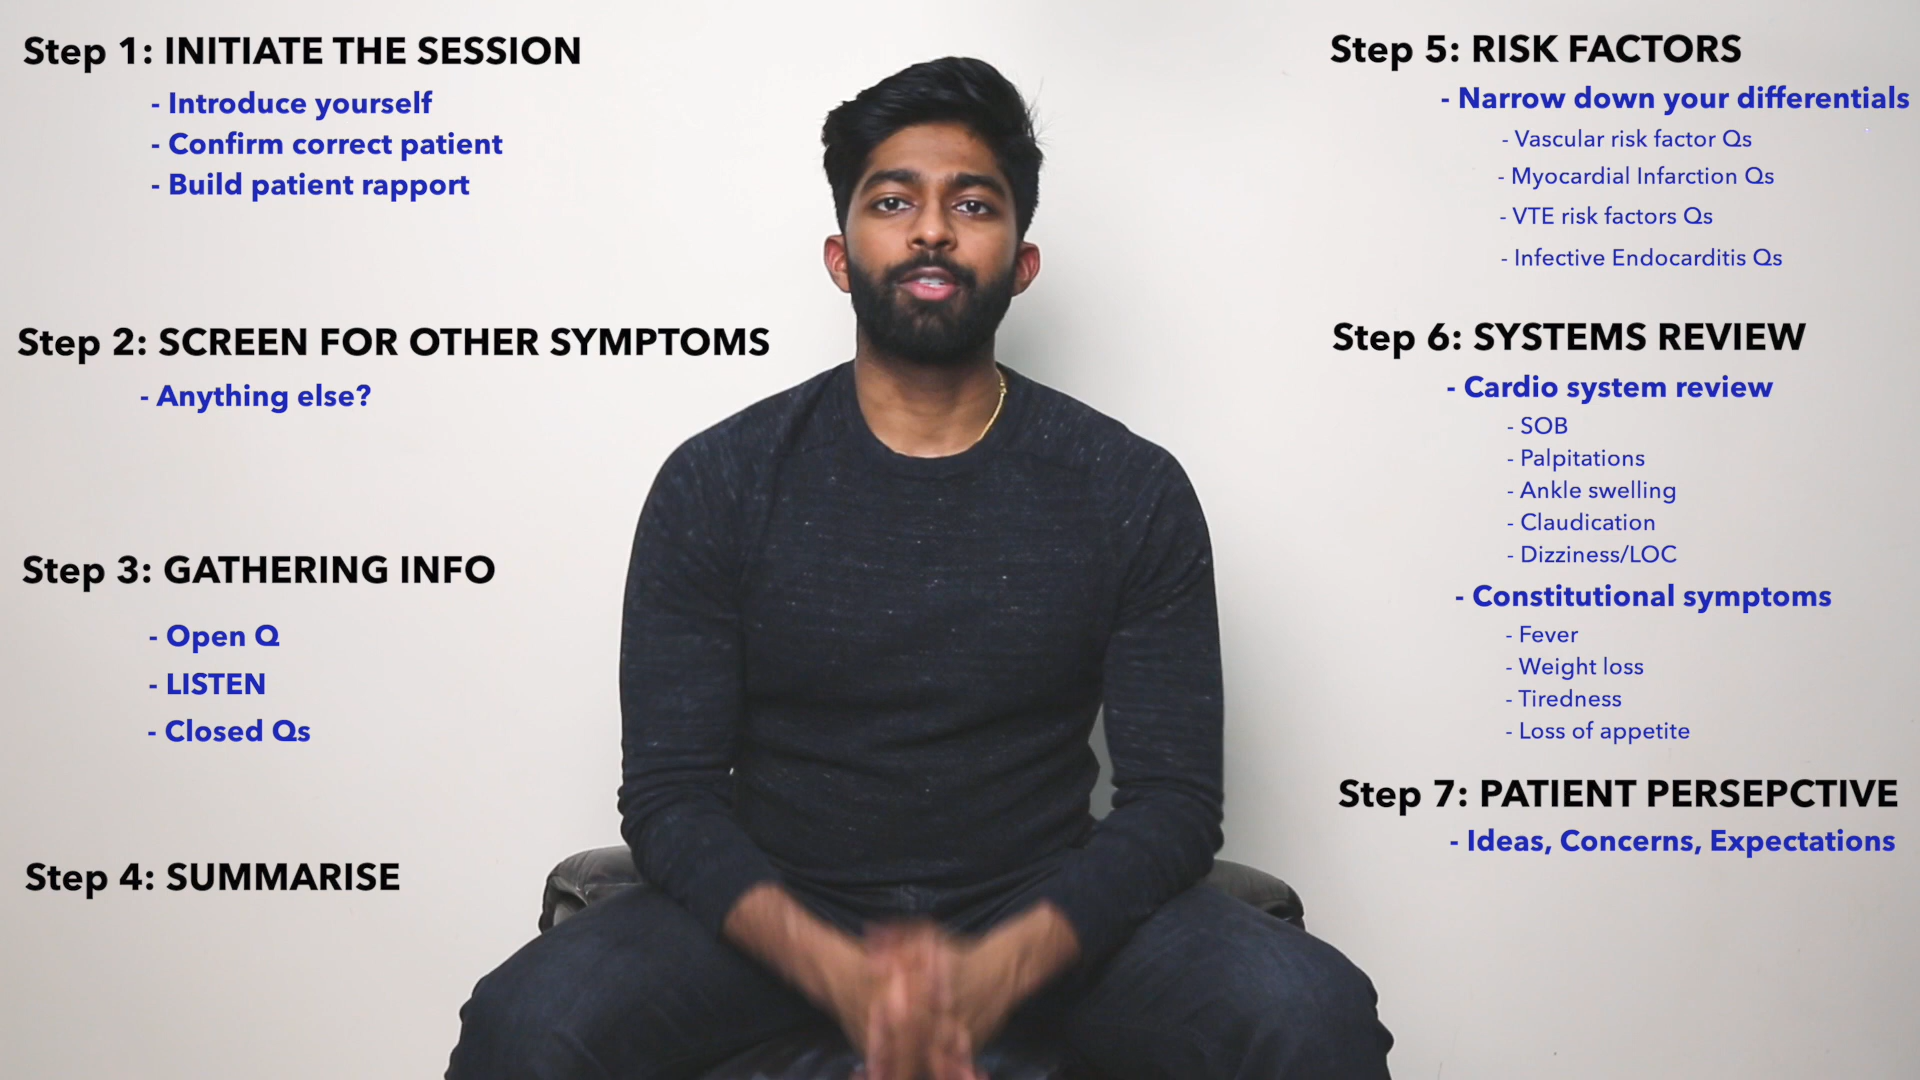 Step 1: INITIATE THE SESSION
- Introduce yourself
- Confirm correct patient
- Build patient rapport
Step 2: SCREEN FOR OTHER SYMPTOMS
- Anything else?
Step 3: GATHERING INFO
- Open Q
- LISTEN
- Closed Qs
Step 4: SUMMARISE
Step 5: RISK FACTORS
- Narrow down your differentials
- Vascular risk factor Qs
- Myocardial Infarction Qs
- VTE risk factors Qs
- Infective Endocarditis Qs
Step 6: SYSTEMS REVIEW
- Cardio system review
- SOB
- Palpitations
- Ankle swelling
- Claudication
- Dizziness/LOC
- Constitutional symptoms
- Fever
- Weight loss
- Tiredness
- Loss of appetite
Step 7: PATIENT PERSEPCTIVE
- Ideas, Concerns, Expectations